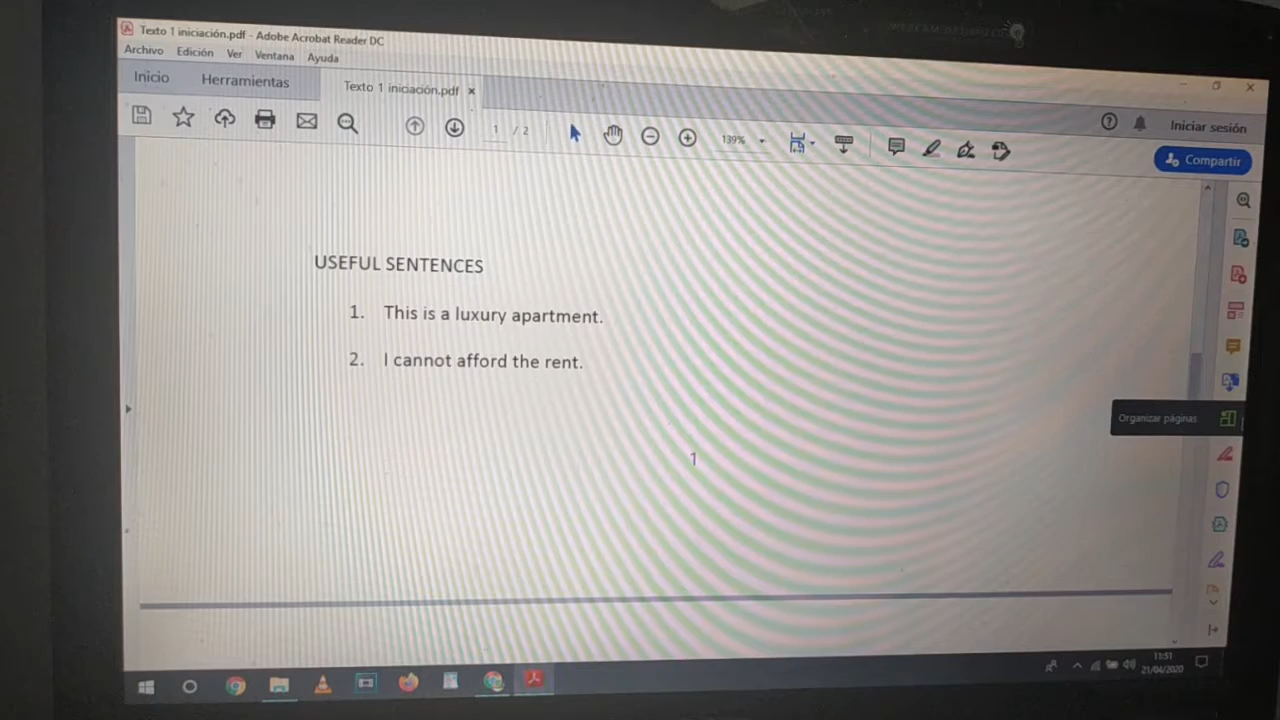 Texto 1 iniciación.pdf - Adobe Acrobat Reader DC
Archivo Edición Ver Ventana Ayuda
Inicio Herramientas Texto 1 iniciación.pdf ×
1 / 2 139% Iniciar sesión
Compartir
USEFUL SENTENCES
1. This is a luxury apartment.
2. I cannot afford the rent.
Organizar páginas
1
11:51
21/04/2020